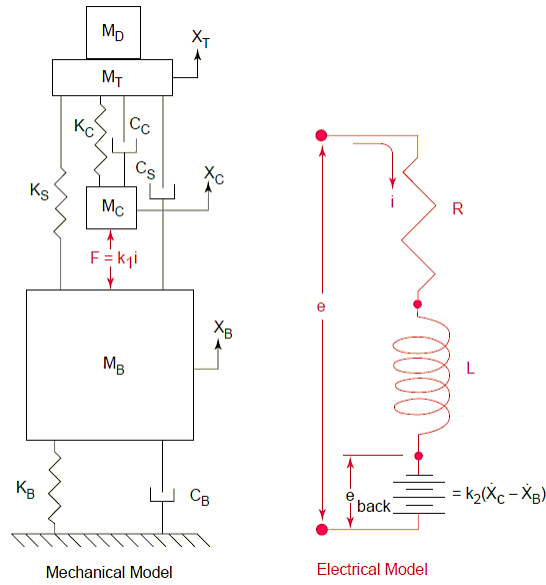 M_D
X_T
M_T
K_C
C_C
C_S
X_C
K_S
M_C
F = k_1i
X_B
M_B
K_B
C_B
Mechanical Model
i
R
e
L
e_back
= k_2(Ẋ_C – Ẋ_B)
Electrical Model